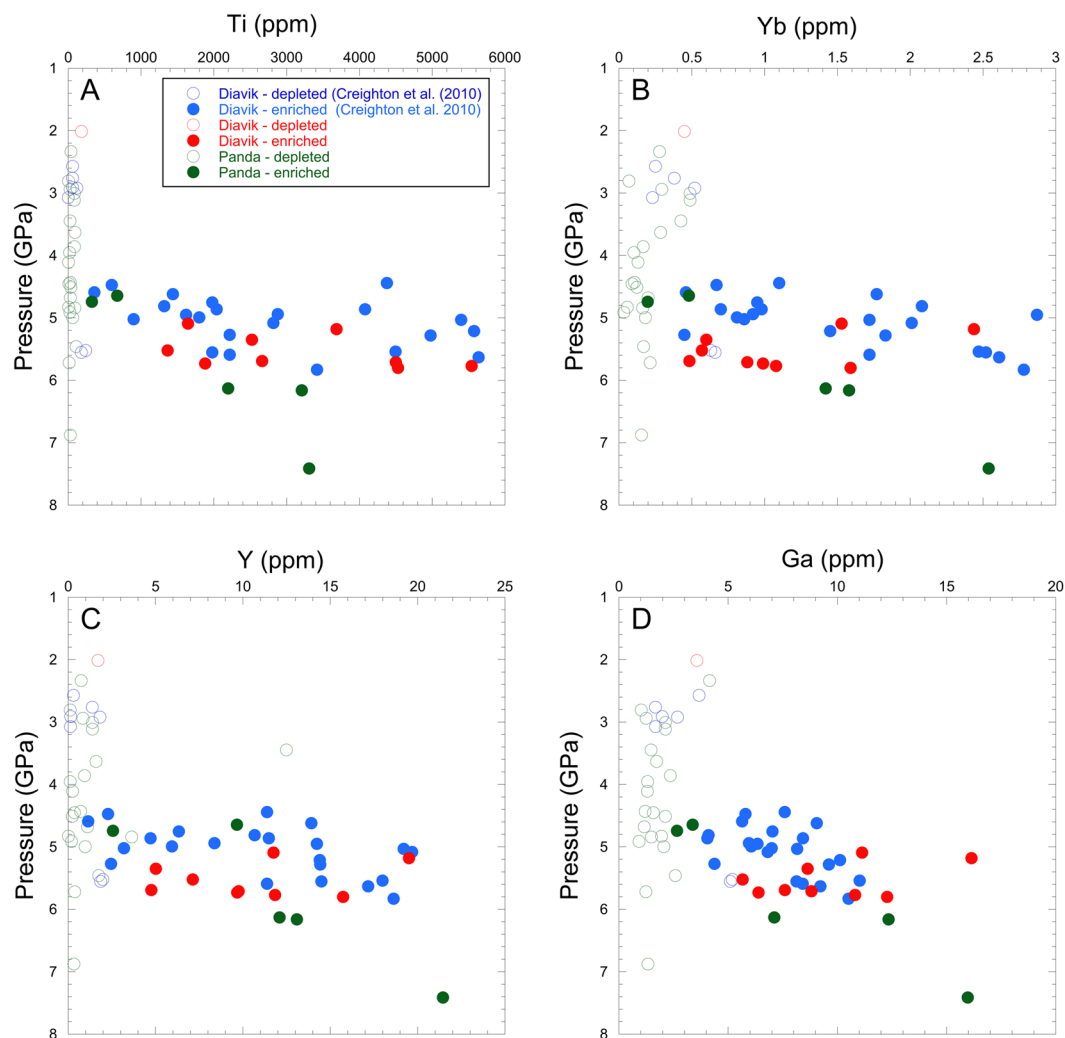 Ti (ppm)
0 1000 2000 3000 4000 5000 6000
A
Diavik - depleted (Creighton et al. (2010)
Diavik - enriched (Creighton et al. 2010)
Diavik - depleted
Diavik - enriched
Panda - depleted
Panda - enriched
Pressure (GPa)
1
2
3
4
5
6
7
8
Yb (ppm)
0 0.5 1 1.5 2 2.5 3
B
Pressure (GPa)
1
2
3
4
5
6
7
8
Y (ppm)
0 5 10 15 20 25
C
Pressure (GPa)
1
2
3
4
5
6
7
8
Ga (ppm)
0 5 10 15 20
D
Pressure (GPa)
1
2
3
4
5
6
7
8